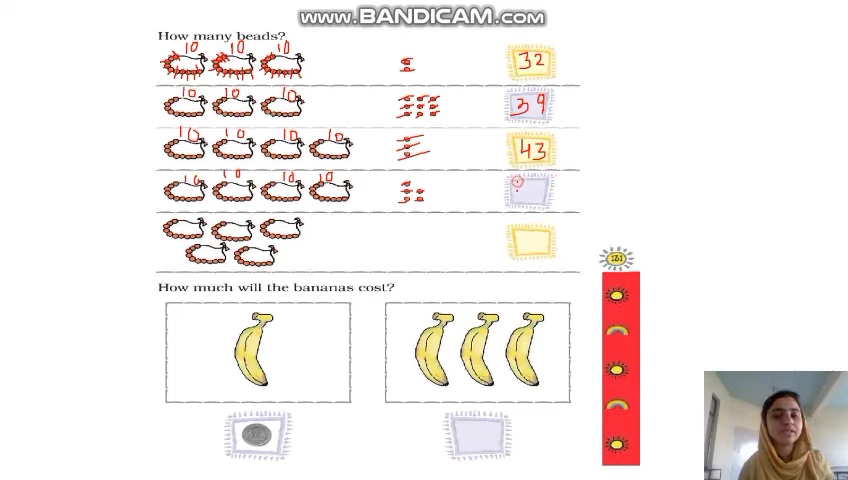 www.BANDICAM.com
How many beads?
10 10 10
32
10 10 10
39
10 10 10 10
43
10 10 10 10
131
How much will the bananas cost?